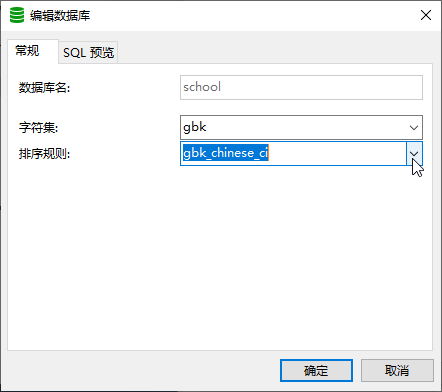 编辑数据库
常规
SQL 预览
数据库名:
school
字符集:
gbk
排序规则:
gbk_chinese_ci
确定
取消